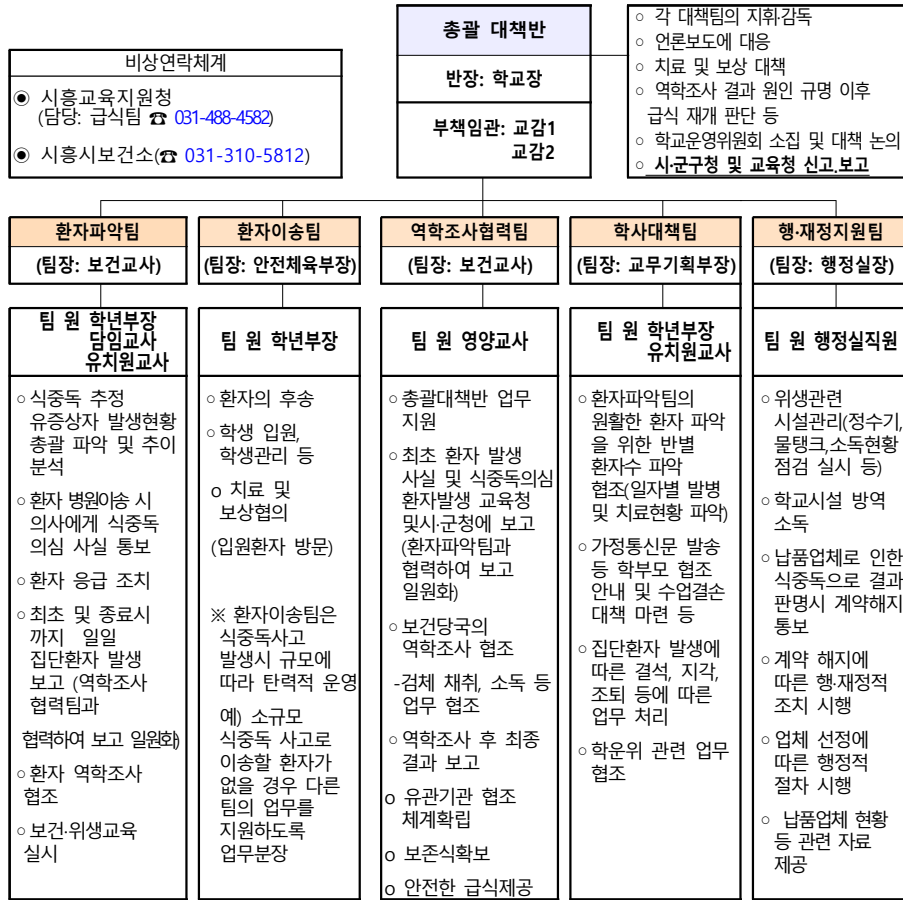 비상연락체계
◉ 시흥교육지원청
(담당: 급식팀 ☎ 031-488-4582)
◉ 시흥시보건소(☎ 031-310-5812)
총괄 대책반
반장: 학교장
부책임관: 교감1
교감2
○ 각 대책팀의 지휘·감독
○ 언론보도에 대응
○ 치료 및 보상 대책
○ 역학조사 결과 원인 규명 이후
급식 재개 판단 등
○ 학교운영위원회 소집 및 대책 논의
○ 시·군구청 및 교육청 신고.보고
환자파악팀
(팀장: 보건교사)
팀 원 학년부장
담임교사
유치원교사
○ 식중독 추정
유증상자 발생현황
총괄 파악 및 추이
분석
○ 환자 병원이송 시
의사에게 식중독
의심 사실 통보
○ 환자 응급 조치
○ 최초 및 종료시
까지 일일
집단환자 발생
보고 (역학조사
협력팀과
협력하여 보고 일원화)
○ 환자 역학조사
협조
○ 보건·위생교육
실시
환자이송팀
(팀장: 안전체육부장)
팀 원 학년부장
○ 환자의 후송
○ 학생 입원,
학생관리 등
o 치료 및
보상협의
(입원환자 방문)
※ 환자이송팀은
식중독사고
발생시 규모에
따라 탄력적 운영
예) 소규모
식중독 사고로
이송할 환자가
없을 경우 다른
팀의 업무를
지원하도록
업무분장
역학조사협력팀
(팀장: 보건교사)
팀 원 영양교사
○ 총괄대책반 업무
지원
○ 최초 환자 발생
사실 및 식중독의심
환자발생 교육청
및시·군청에 보고
(환자파악팀과
협력하여 보고
일원화)
○ 보건당국의
역학조사 협조
-검체 채취, 소독 등
업무 협조
○ 역학조사 후 최종
결과 보고
o 유관기관 협조
체계확립
o 보존식확보
o 안전한 급식제공
학사대책팀
(팀장: 교무기획부장)
팀 원 학년부장
유치원교사
○ 환자파악팀의
원활한 환자 파악
을 위한 반별
환자수 파악
협조(일자별 발병
및 치료현황 파악)
○ 가정통신문 발송
등 학부모 협조
안내 및 수업결손
대책 마련 등
○ 집단환자 발생에
따른 결석, 지각,
조퇴 등에 따른
업무 처리
○ 학운위 관련 업무
협조
행·재정지원팀
(팀장: 행정실장)
팀 원 행정실직원
○ 위생관련
시설관리(정수기,
물탱크,소독현황
점검 실시 등)
○ 학교시설 방역
소독
○ 납품업체로 인한
식중독으로 결과
판명시 계약해지
통보
○ 계약 해지에
따른 행·재정적
조치 시행
○ 업체 선정에
따른 행정적
절차 시행
○ 납품업체 현황
등 관련 자료
제공